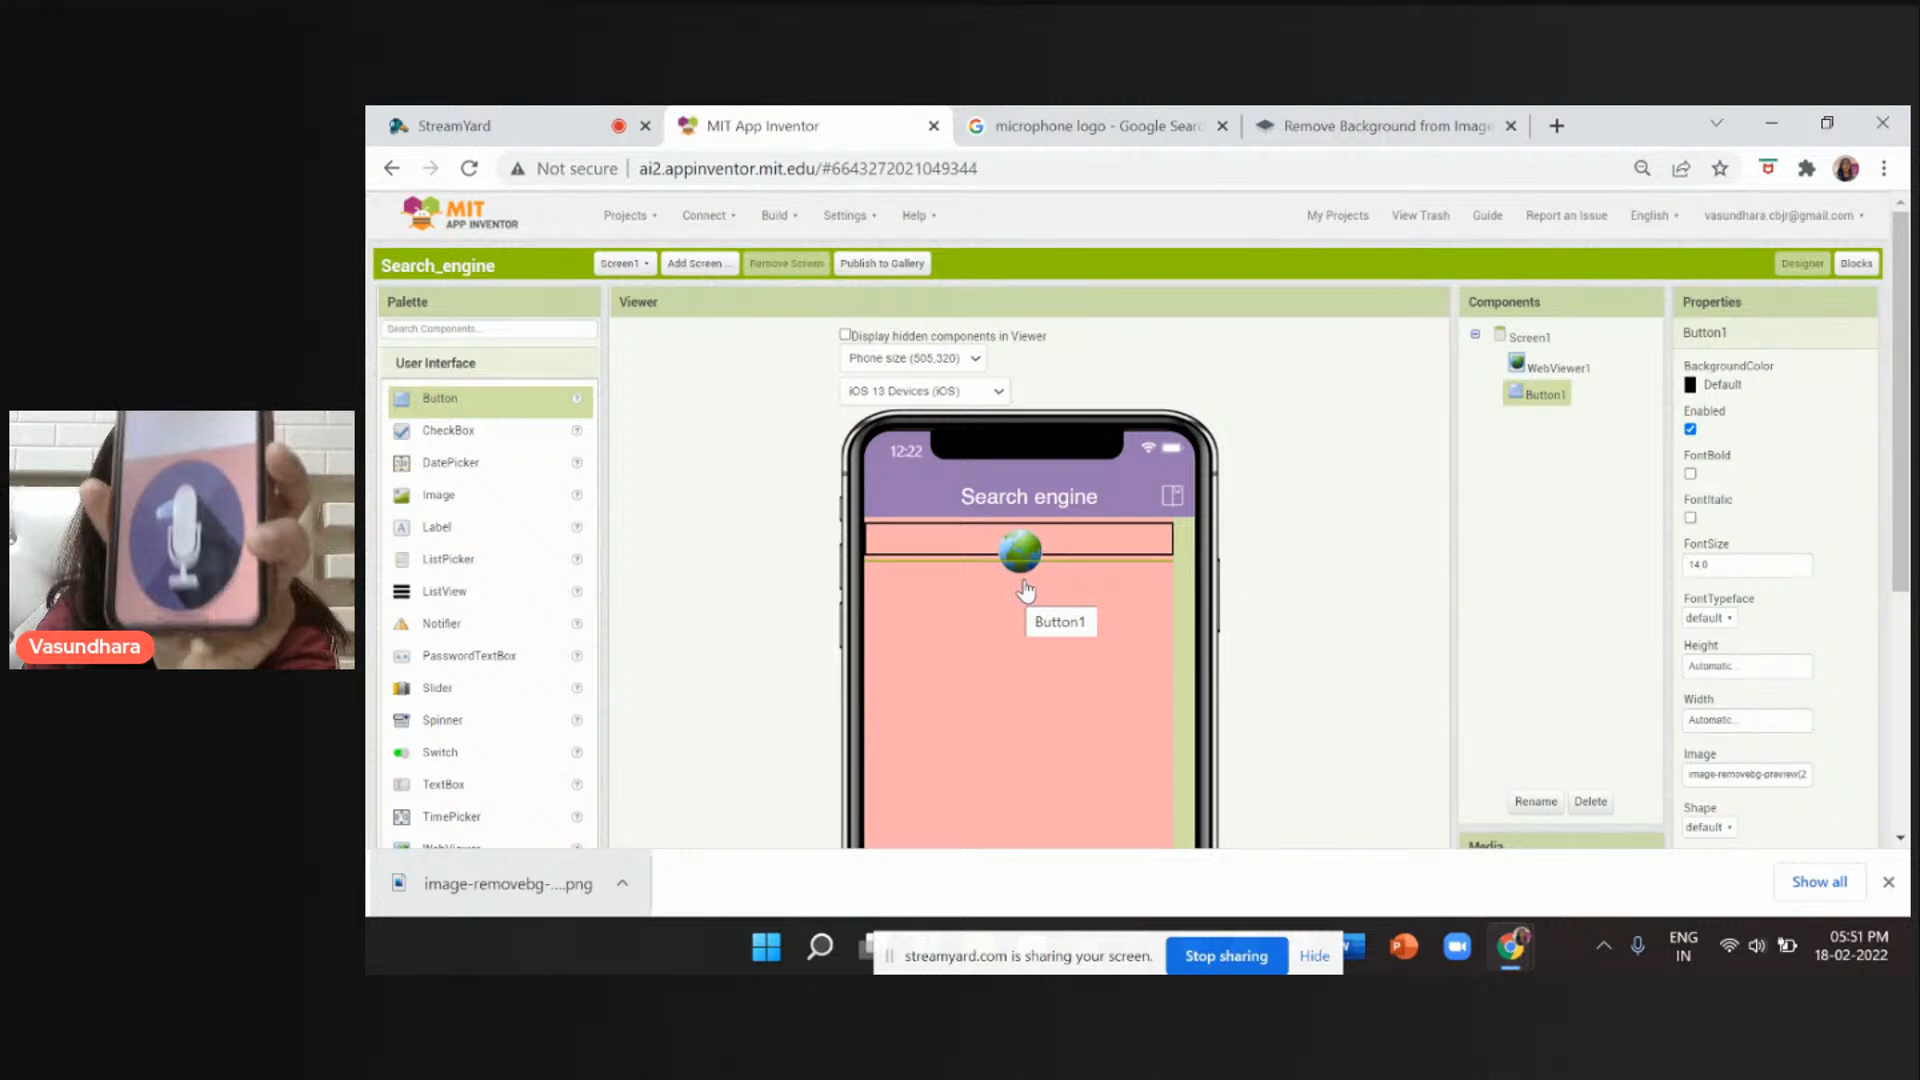 StreamYard
MIT App Inventor
microphone logo - Google Searc
Remove Background from Image
Not secure
ai2.appinventor.mit.edu/#6643272021049344
MIT
APP INVENTOR
Projects
Connect
Build
Settings
Help
My Projects
View Trash
Guide
Report an Issue
English
vasundhara.cbjr@gmail.com
Search_engine
Screen1
Add Screen ...
Remove Screen
Publish to Gallery
Designer
Blocks
Palette
Search Components...
User Interface
Button
CheckBox
DatePicker
Image
Label
ListPicker
ListView
Notifier
PasswordTextBox
Slider
Spinner
Switch
TextBox
TimePicker
WebViewer
Viewer
Display hidden components in Viewer
Phone size (505,320)
iOS 13 Devices (iOS)
12:22
Search engine
Button1
Components
Screen1
WebViewer1
Button1
Rename
Delete
Media
Properties
Button1
BackgroundColor
Default
Enabled
FontBold
FontItalic
FontSize
14.0
FontTypeface
default
Height
Automatic...
Width
Automatic...
Image
image-removebg-preview(2
Shape
default
1
Vasundhara
image-removebg-....png
Show all
streamyard.com is sharing your screen.
Stop sharing
Hide
ENG
IN
05:51 PM
18-02-2022